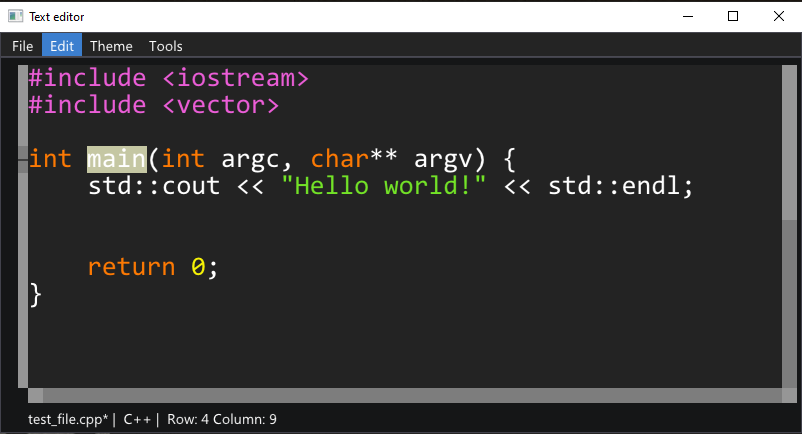 Text editor
File Edit Theme Tools
#include <iostream>
#include <vector>
int main(int argc, char** argv) {
    std::cout << "Hello world!" << std::endl;
    return 0;
}
test_file.cpp* | C++ | Row: 4 Column: 9